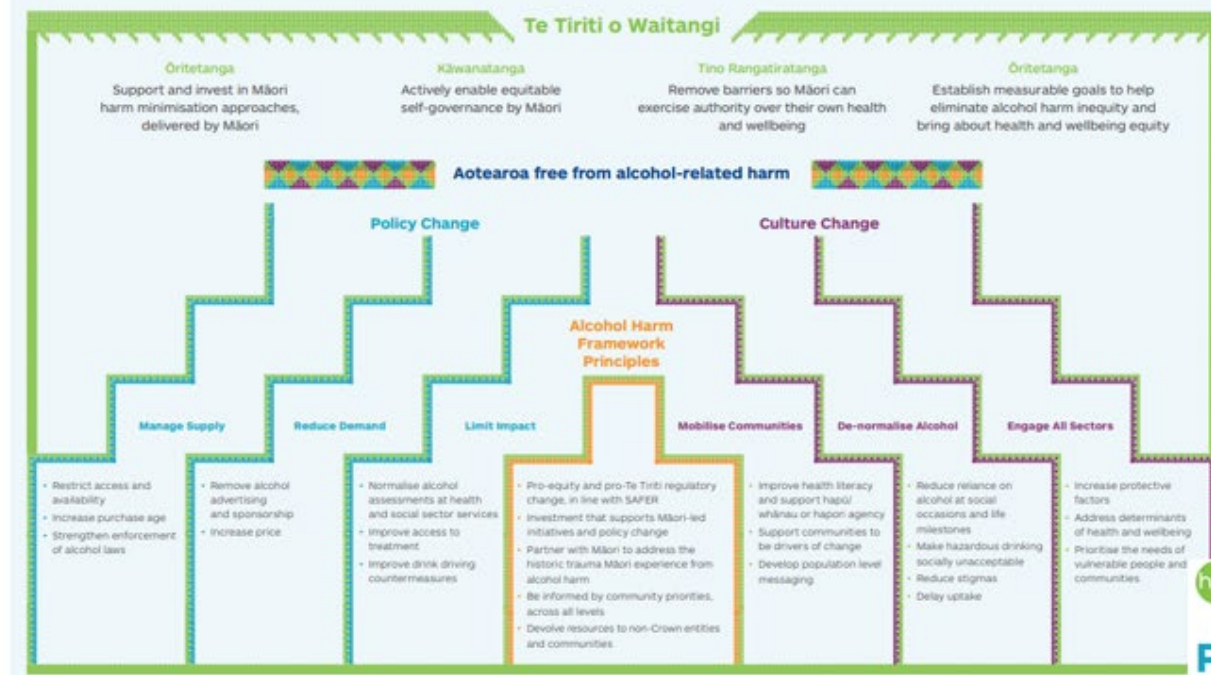 Te Tiriti o Waitangi
Ōritetanga
Support and invest in Māori
harm minimisation approaches,
delivered by Māori
Kāwanatanga
Actively enable equitable
self-governance by Māori
Tino Rangatiratanga
Remove barriers so Māori can
exercise authority over their own health
and wellbeing
Ōritetanga
Establish measurable goals to help
eliminate alcohol harm inequity and
bring about health and wellbeing equity
Aotearoa free from alcohol-related harm
Policy Change
Culture Change
Alcohol Harm
Framework
Principles
Manage Supply
Reduce Demand
Limit Impact
Mobilise Communities
De-normalise Alcohol
Engage All Sectors
• Restrict access and
availability
• Increase purchase age
• Strengthen enforcement
of alcohol laws
• Remove alcohol
advertising
and sponsorship
• Increase price
• Normalise alcohol
assessments at health
and social sector services
• Improve access to
treatment
• Improve drink driving
countermeasures
• Pro-equity and pro-Te Tiriti regulatory
change, in line with SAFER
• Investment that supports Māori-led
initiatives and policy change
• Partner with Māori to address the
historic trauma Māori experience from
alcohol harm
• Be informed by community priorities,
across all levels
• Devolve resources to non-Crown entities
and communities
• Improve health literacy
and support hapū/
whānau or hapori agency
• Support communities to
be drivers of change
• Develop population level
messaging
• Reduce reliance on
alcohol at social
occasions and life
milestones
• Make hazardous drinking
socially unacceptable
• Reduce stigmas
• Delay uptake
• Increase protective
factors
• Address determinants
of health and wellbeing
• Prioritise the needs of
vulnerable people and
communities